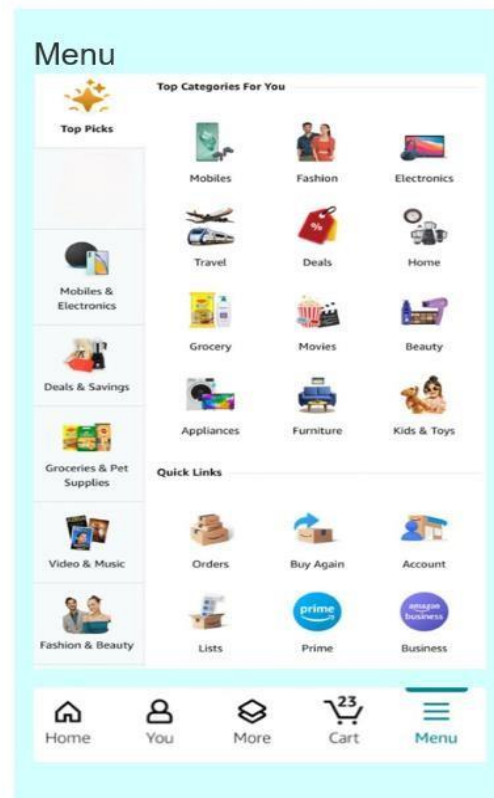 Menu
Top Picks
Mobiles &
Electronics
Deals & Savings
Groceries & Pet
Supplies
Video & Music
Fashion & Beauty
Top Categories For You
Mobiles Fashion Electronics
Travel Deals Home
%
Grocery Movies Beauty
Appliances Furniture Kids & Toys
Quick Links
Orders Buy Again Account
prime
amazon
business
Lists Prime Business
23
Home You More Cart Menu